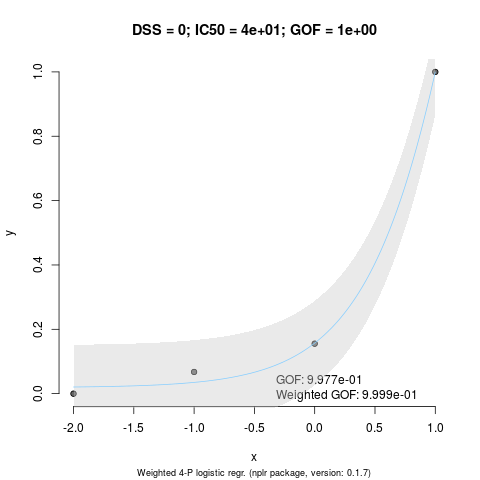 DSS = 0; IC50 = 4e+01; GOF = 1e+00
1.0
0.8
0.6
0.4
0.2
0.0
y
GOF: 9.977e-01
Weighted GOF: 9.999e-01
-2.0 -1.5 -1.0 -0.5 0.0 0.5 1.0
x
Weighted 4-P logistic regr. (nplr package, version: 0.1.7)